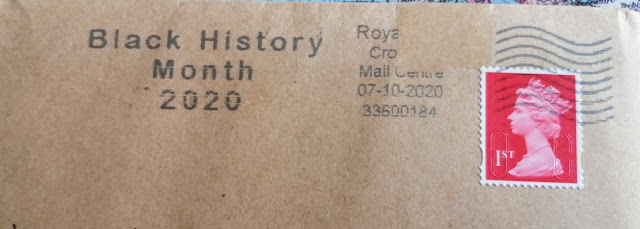 Black History
Month
2020
Roya
Cro
Mail Centre
07-10-2020
33600184
1ST